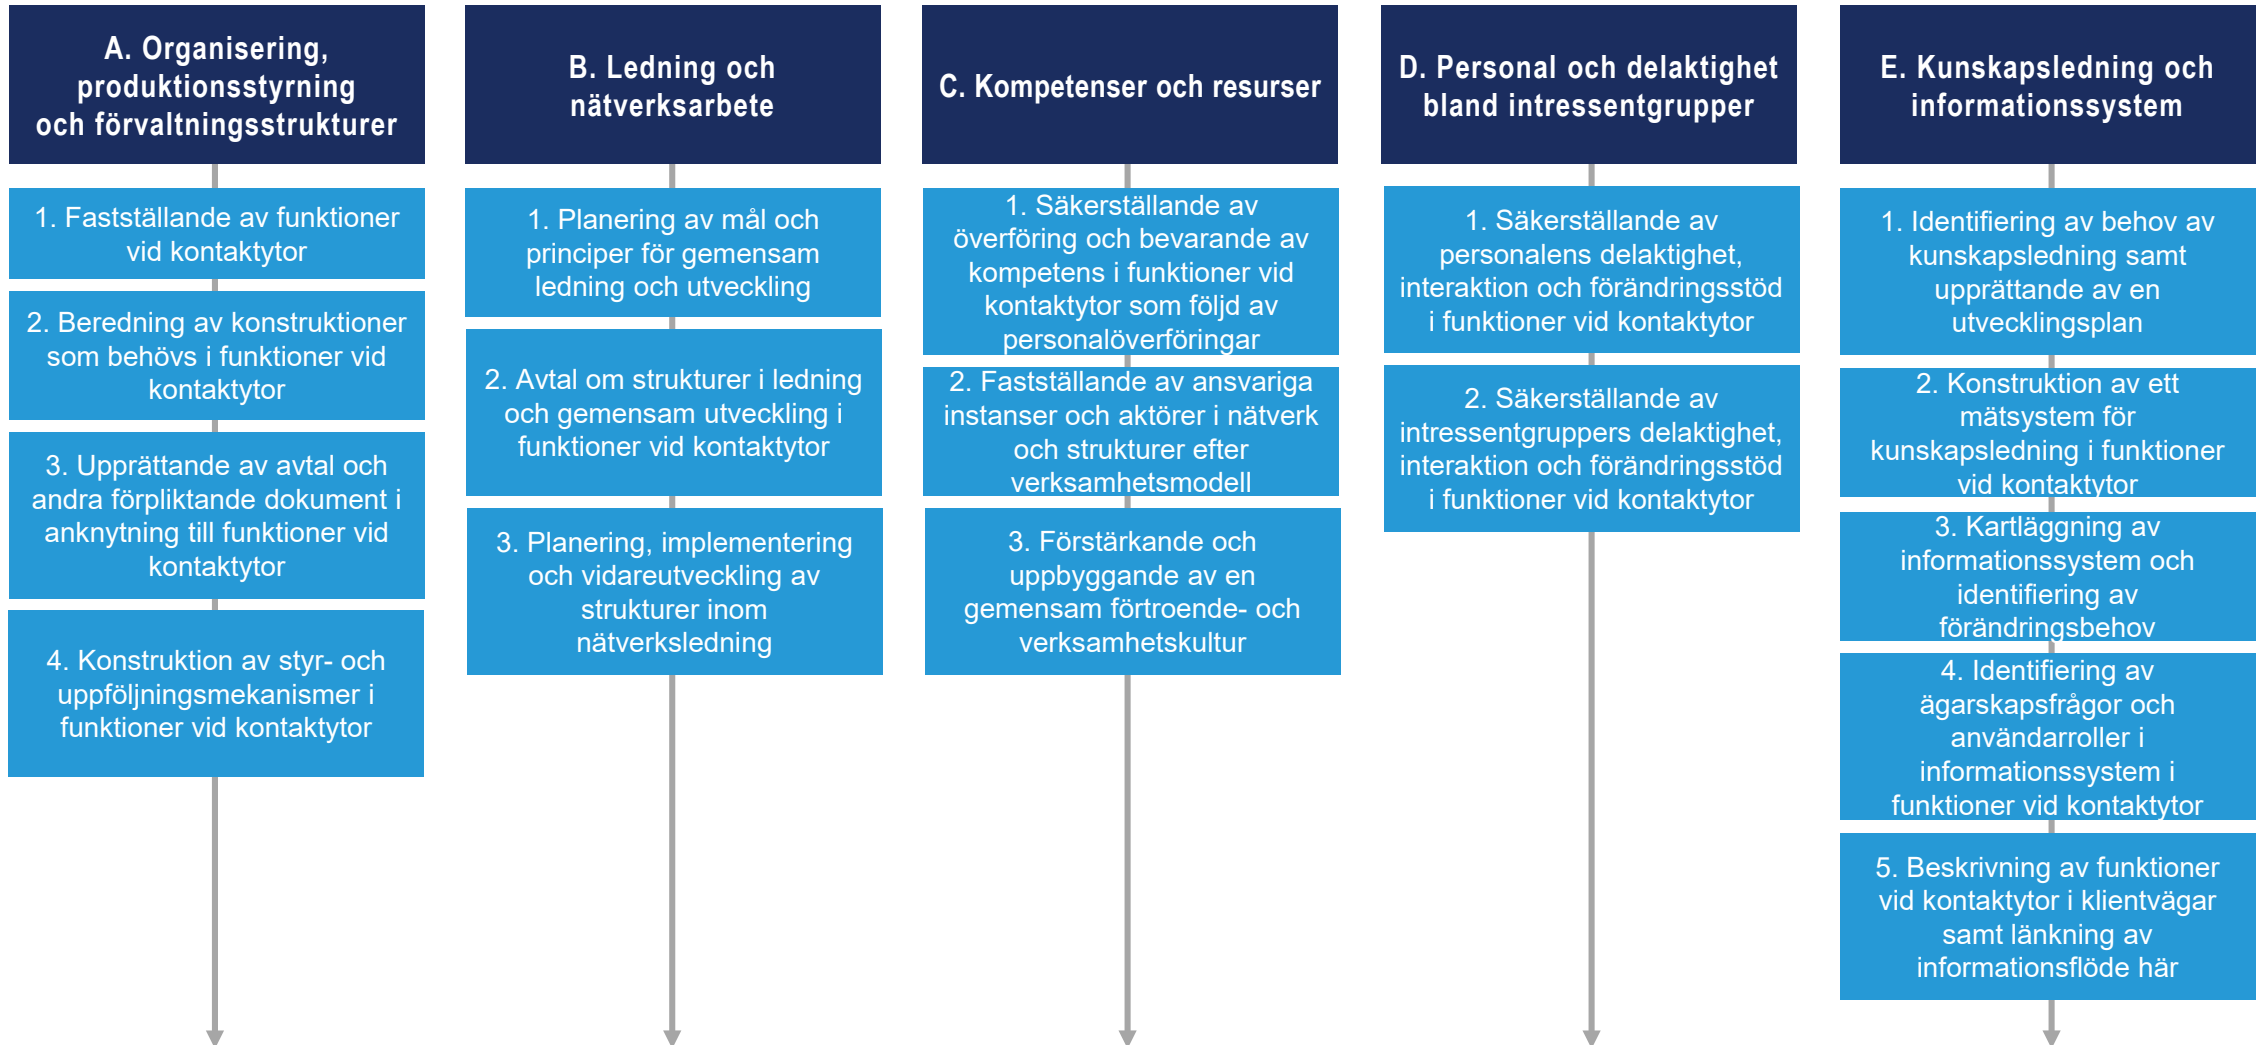 A. Organisering,
produktionsstyrning
och förvaltningsstrukturer
1. Fastställande av funktioner
vid kontaktytor
2. Beredning av konstruktioner
som behövs i funktioner vid
kontaktytor
3. Upprättande av avtal och
andra förpliktande dokument i
anknytning till funktioner vid
kontaktytor
4. Konstruktion av styr- och
uppföljningsmekanismer i
funktioner vid kontaktytor
B. Ledning och
nätverksarbete
1. Planering av mål och
principer för gemensam
ledning och utveckling
2. Avtal om strukturer i ledning
och gemensam utveckling i
funktioner vid kontaktytor
3. Planering, implementering
och vidareutveckling av
strukturer inom
nätverksledning
C. Kompetenser och resurser
1. Säkerställande av
överföring och bevarande av
kompetens i funktioner vid
kontaktytor som följd av
personalöverföringar
2. Fastställande av ansvariga
instanser och aktörer i nätverk
och strukturer efter
verksamhetsmodell
3. Förstärkande och
uppbyggande av en
gemensam förtroende- och
verksamhetskultur
D. Personal och delaktighet
bland intressentgrupper
1. Säkerställande av
personalens delaktighet,
interaktion och förändringsstöd
i funktioner vid kontaktytor
2. Säkerställande av
intressentgruppers delaktighet,
interaktion och förändringsstöd
i funktioner vid kontaktytor
E. Kunskapsledning och
informationssystem
1. Identifiering av behov av
kunskapsledning samt
upprättande av en
utvecklingsplan
2. Konstruktion av ett
mätsystem för
kunskapsledning i funktioner
vid kontaktytor
3. Kartläggning av
informationssystem och
identifiering av
förändringsbehov
4. Identifiering av
ägarskapsfrågor och
användarroller i
informationssystem i
funktioner vid kontaktytor
5. Beskrivning av funktioner
vid kontaktytor i klientvägar
samt länkning av
informationsflöde här